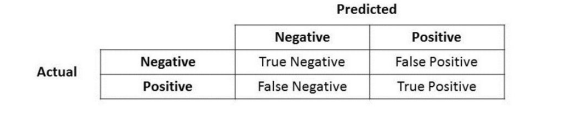 Predicted
Negative Positive
Actual
Negative True Negative False Positive
Positive False Negative True Positive